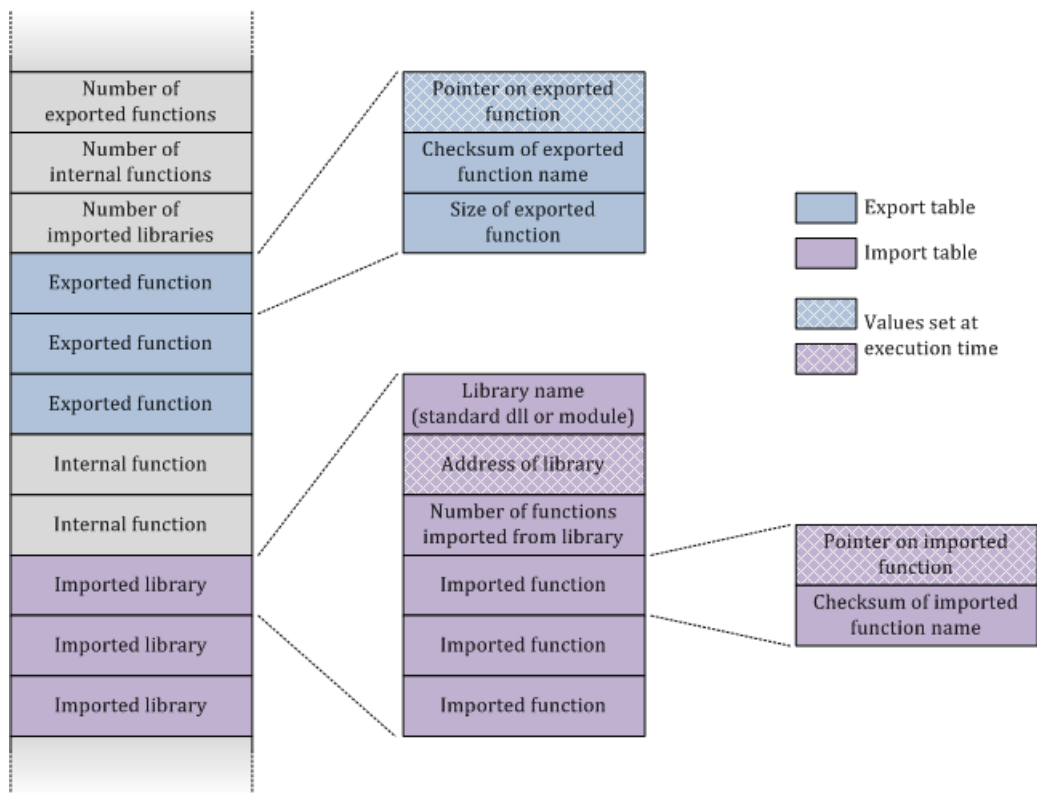 Number of
exported functions
Number of
internal functions
Number of
imported libraries
Exported function
Exported function
Exported function
Internal function
Internal function
Imported library
Imported library
Imported library
Pointer on exported
function
Checksum of exported
function name
Size of exported
function
Library name
(standard dll or module)
Address of library
Number of functions
imported from library
Imported function
Imported function
Imported function
Pointer on imported
function
Checksum of imported
function name
Export table
Import table
Values set at
execution time